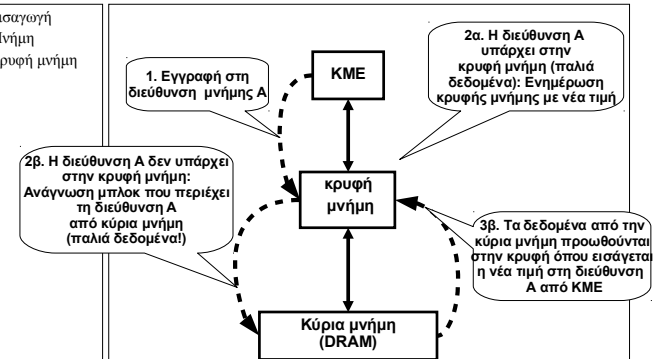 ισαγωγή
Μνήμη
ρυφή μνήμη
1. Εγγραφή στη
διεύθυνση μνήμης Α
ΚΜΕ
2α. Η διεύθυνση Α
υπάρχει στην
κρυφή μνήμη (παλιά
δεδομένα): Ενημέρωση
κρυφής μνήμης με νέα τιμή
2β. Η διεύθυνση Α δεν υπάρχει
στην κρυφή μνήμη:
Ανάγνωση μπλοκ που περιέχει
τη διεύθυνση Α
από κύρια μνήμη
(παλιά δεδομένα!)
κρυφή
μνήμη
3β. Τα δεδομένα από την
κύρια μνήμη προωθούνται
στην κρυφή όπου εισάγεται
η νέα τιμή στη διεύθυνση
Α από ΚΜΕ
Κύρια μνήμη
(DRAM)